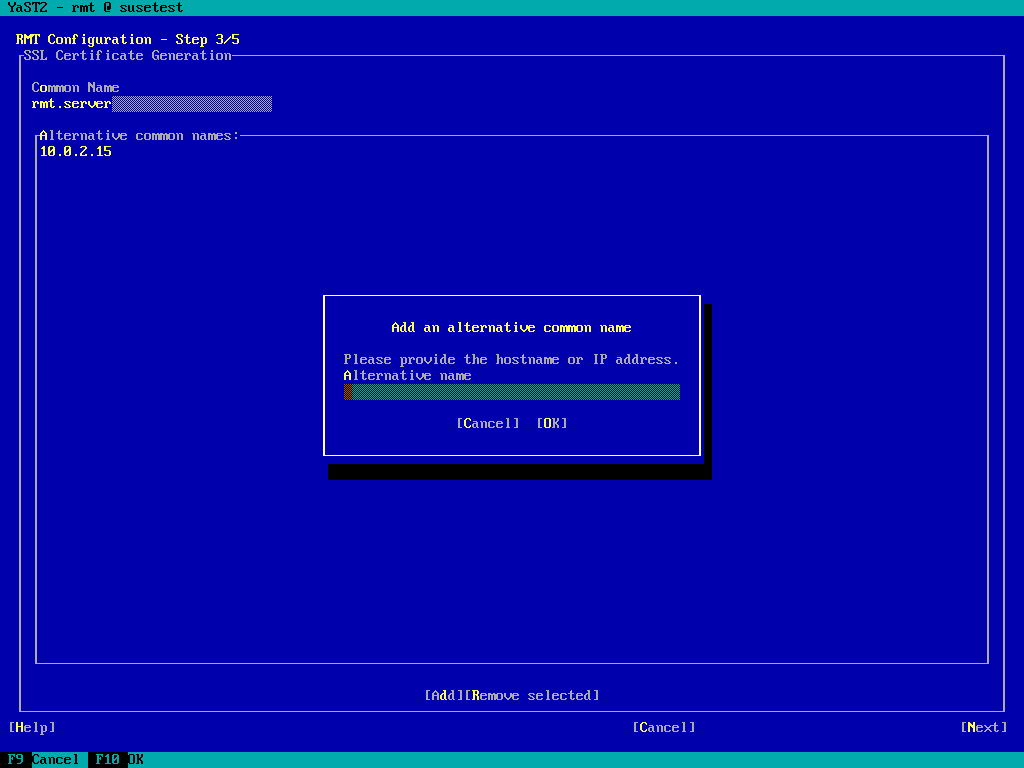 YaST2 - rmt @ susetest
RMT Configuration - Step 3/5
SSL Certificate Generation
Common Name
rmt.server
Alternative common names:
10.0.2.15
Add an alternative common name
Please provide the hostname or IP address.
Alternative name
[Cancel] [OK]
[Add][Remove selected]
[Help] [Cancel] [Next]
F9 Cancel F10 OK